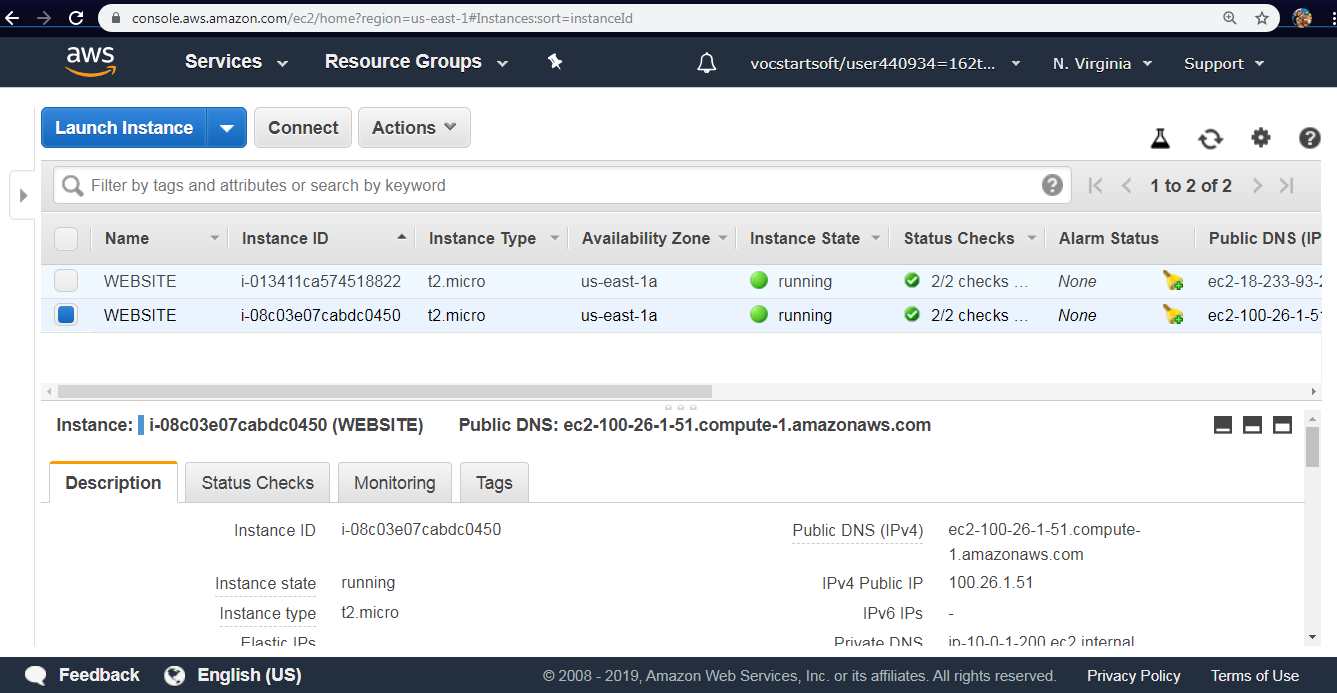 console.aws.amazon.com/ec2/home?region=us-east-1#Instances:sort=instanceId
aws Services Resource Groups vocstartsoft/user440934=162t... N. Virginia Support
Launch Instance Connect Actions
Filter by tags and attributes or search by keyword 1 to 2 of 2
Name Instance ID Instance Type Availability Zone Instance State Status Checks Alarm Status Public DNS (IP
WEBSITE i-013411ca574518822 t2.micro us-east-1a running 2/2 checks ... None ec2-18-233-93-2
WEBSITE i-08c03e07cabdc0450 t2.micro us-east-1a running 2/2 checks ... None ec2-100-26-1-51
Instance: i-08c03e07cabdc0450 (WEBSITE) Public DNS: ec2-100-26-1-51.compute-1.amazonaws.com
Description Status Checks Monitoring Tags
Instance ID i-08c03e07cabdc0450 Public DNS (IPv4) ec2-100-26-1-51.compute-
1.amazonaws.com
Instance state running IPv4 Public IP 100.26.1.51
Instance type t2.micro IPv6 IPs -
Elastic IPs Private DNS ip-10-0-1-200.ec2.internal
Feedback English (US) © 2008 - 2019, Amazon Web Services, Inc. or its affiliates. All rights reserved. Privacy Policy Terms of Use